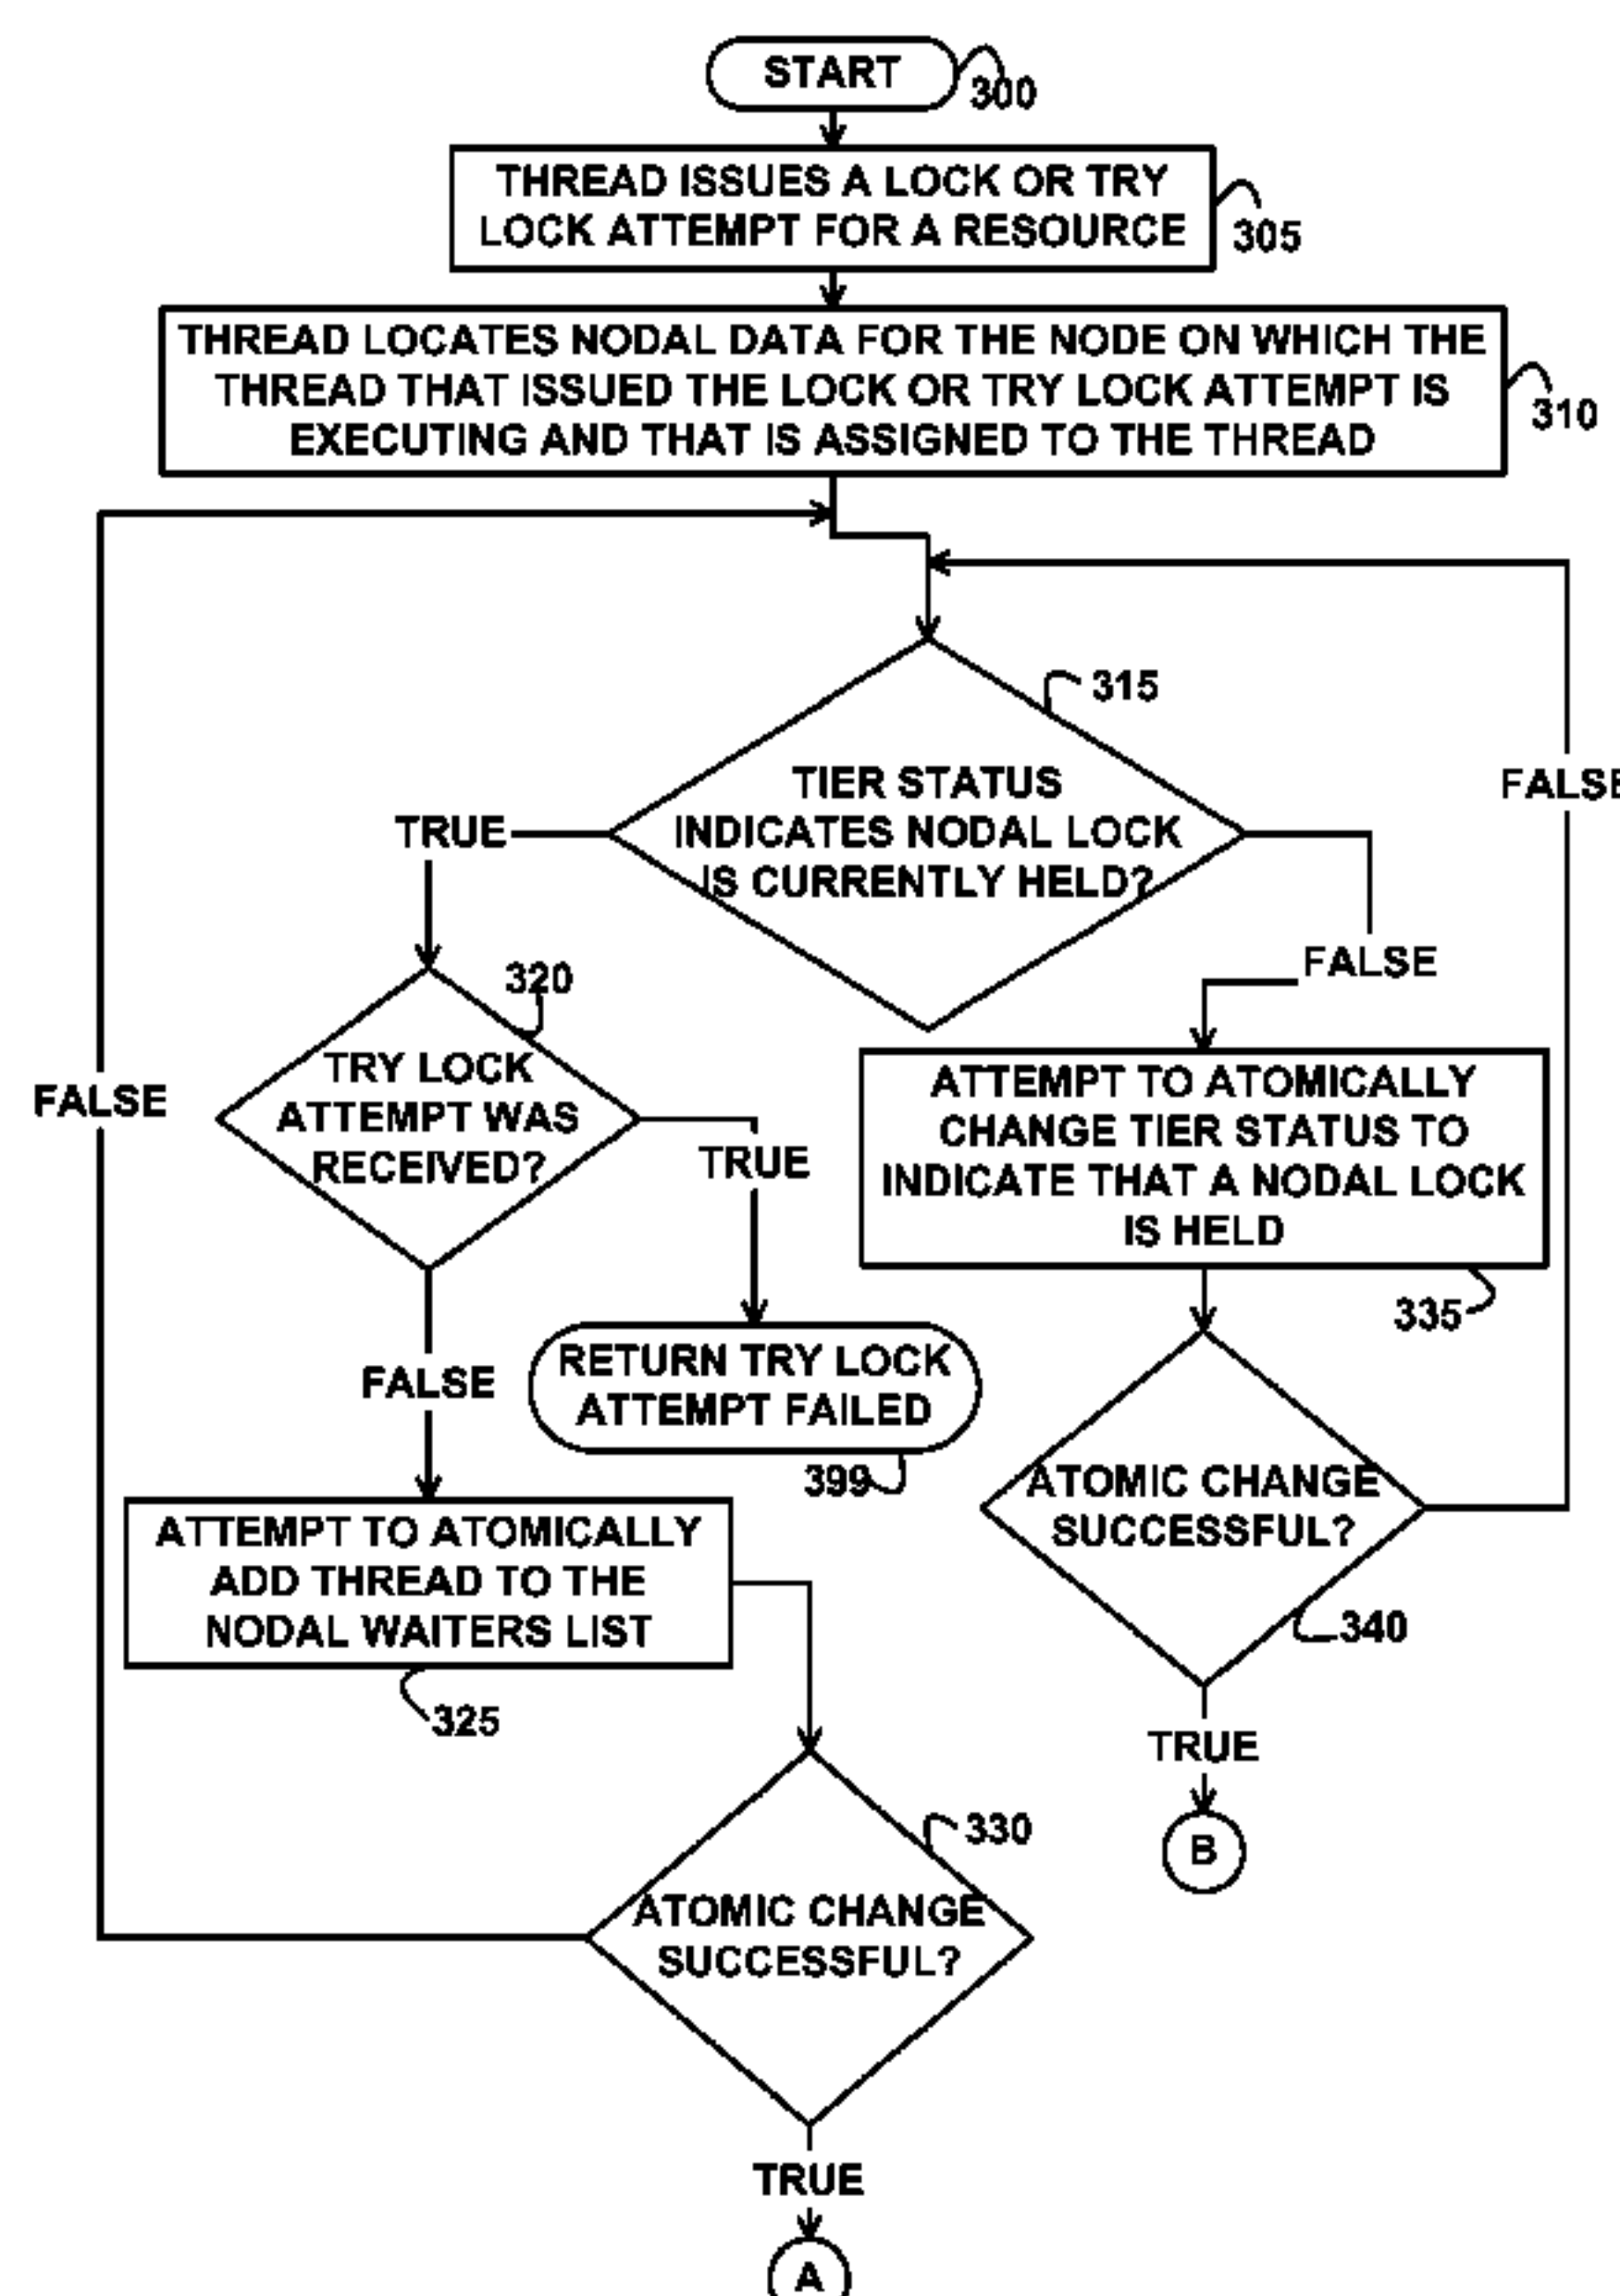 START
300
THREAD ISSUES A LOCK OR TRY
LOCK ATTEMPT FOR A RESOURCE
305
THREAD LOCATES NODAL DATA FOR THE NODE ON WHICH THE
THREAD THAT ISSUED THE LOCK OR TRY LOCK ATTEMPT IS
EXECUTING AND THAT IS ASSIGNED TO THE THREAD
310
315
TIER STATUS
INDICATES NODAL LOCK
IS CURRENTLY HELD?
TRUE
FALSE
FALSE
320
TRY LOCK
ATTEMPT WAS
RECEIVED?
FALSE
TRUE
ATTEMPT TO ATOMICALLY
CHANGE TIER STATUS TO
INDICATE THAT A NODAL LOCK
IS HELD
335
FALSE
RETURN TRY LOCK
ATTEMPT FAILED
399
ATOMIC CHANGE
SUCCESSFUL?
340
ATTEMPT TO ATOMICALLY
ADD THREAD TO THE
NODAL WAITERS LIST
325
TRUE
B
330
ATOMIC CHANGE
SUCCESSFUL?
TRUE
A